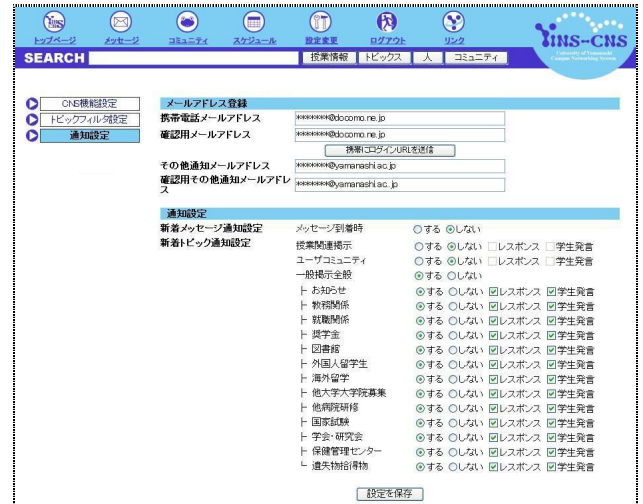 Yins
トップページ メッセージ コミュニティ スケジュール 設定変更 ログアウト リンク
YINS-CNS
University of Yamanashi
Campus Networking System
SEARCH 授業情報 トピックス 人 コミュニティ
CNS機能設定
トピックフィルタ設定
通知設定
メールアドレス登録
携帯電話メールアドレス ********@docomo.ne.jp
確認用メールアドレス ********@docomo.ne.jp
携帯にログインURLを送信
その他通知メールアドレス ********@yamanashi.ac.jp
確認用その他通知メールアドレ
ス ********@yamanashi.ac.jp
通知設定
新着メッセージ通知設定 メッセージ到着時 する しない
新着トピック通知設定 授業関連掲示 する しない レスポンス 学生発言
ユーザコミュニティ する しない レスポンス 学生発言
一般掲示全般 する しない
├ お知らせ する しない レスポンス 学生発言
├ 教務関係 する しない レスポンス 学生発言
├ 就職関係 する しない レスポンス 学生発言
├ 奨学金 する しない レスポンス 学生発言
├ 図書館 する しない レスポンス 学生発言
├ 外国人留学生 する しない レスポンス 学生発言
├ 海外留学 する しない レスポンス 学生発言
├ 他大学大学院募集 する しない レスポンス 学生発言
├ 他病院研修 する しない レスポンス 学生発言
├ 国家試験 する しない レスポンス 学生発言
├ 学会・研究会 する しない レスポンス 学生発言
├ 保健管理センター する しない レスポンス 学生発言
└ 遺失物拾得物 する しない レスポンス 学生発言
設定を保存